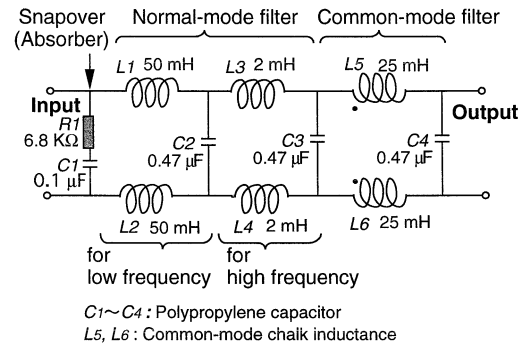 Snapover
(Absorber)
Normal-mode filter
Common-mode filter
L1 50 mH
L3 2 mH
L5 25 mH
Input
R1
6.8 KΩ
C1
0.1 μF
C2
0.47 μF
C3
0.47 μF
C4
0.47 μF
Output
L2 50 mH
L4 2 mH
L6 25 mH
for
low frequency
for
high frequency
C1~C4 : Polypropylene capacitor
L5, L6 : Common-mode chalk inductance